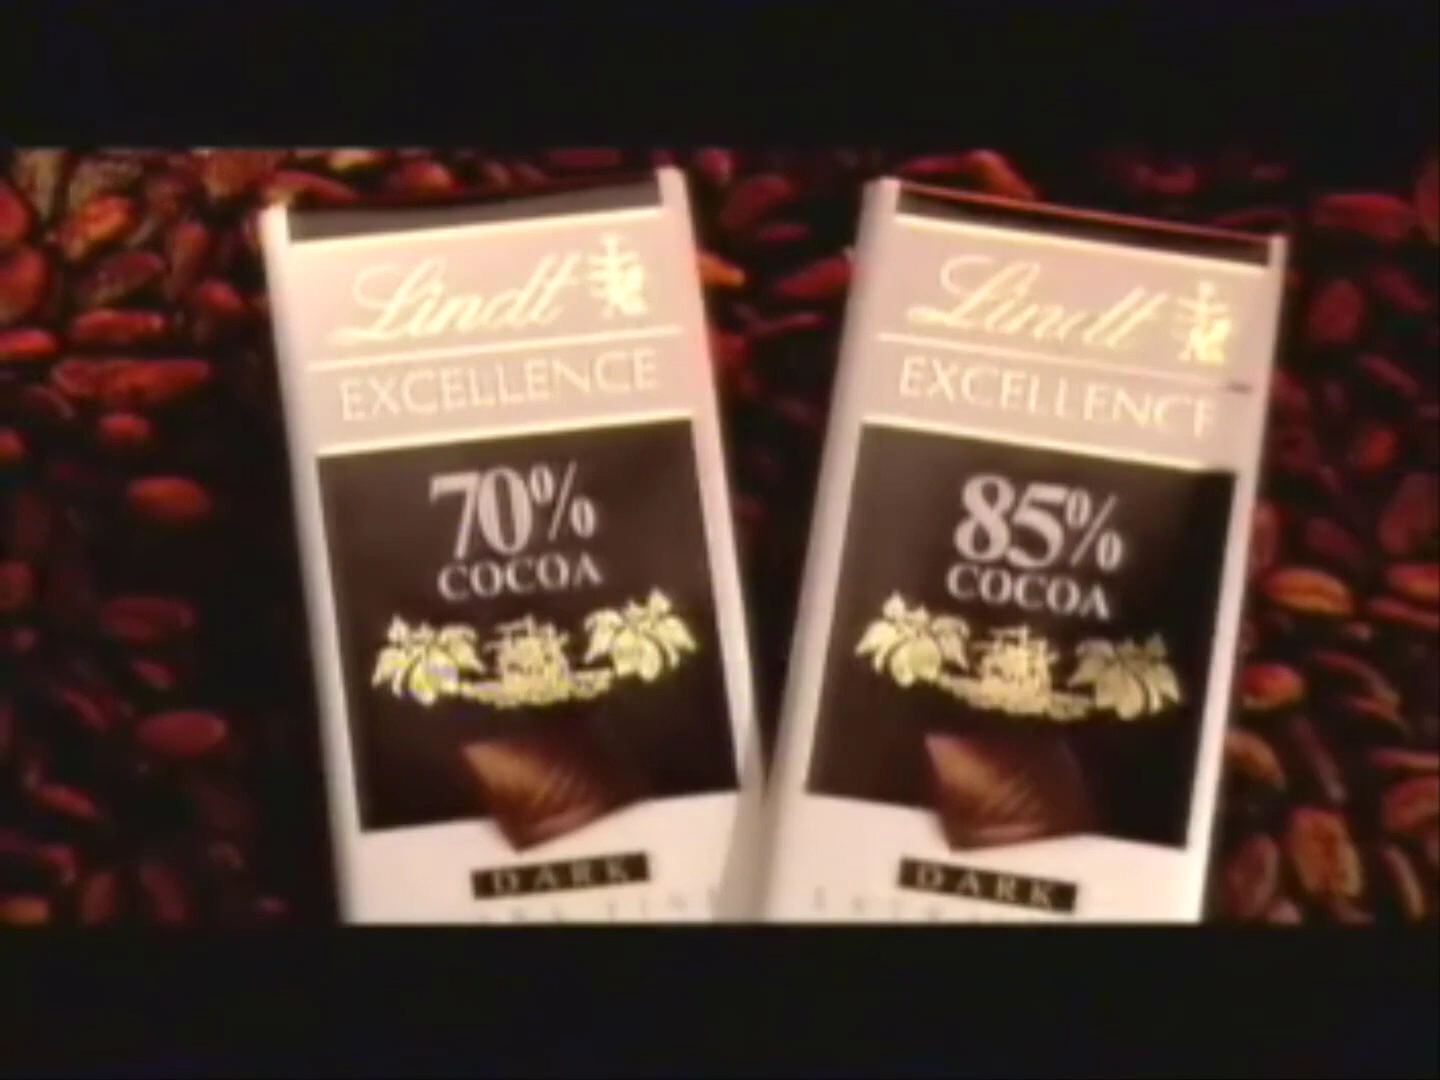 Lindt
EXCELLENCE
70%
COCOA
DARK
Lindt
EXCELLENCE
85%
COCOA
DARK